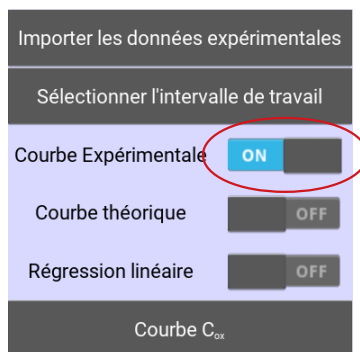 Importer les données expérimentales
Sélectionner l'intervalle de travail
Courbe Expérimentale ON
Courbe théorique OFF
Régression linéaire OFF
Courbe Cₒₓ